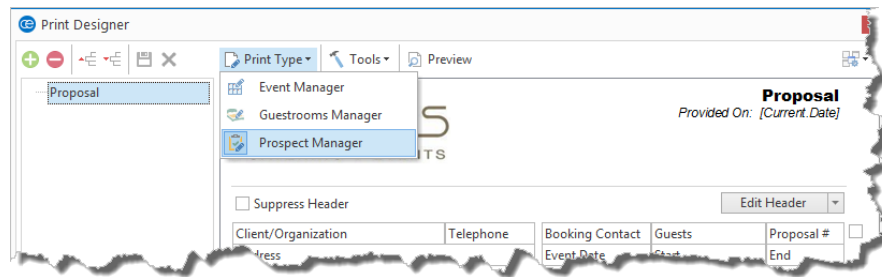 Print Designer
Print Type Tools Preview
Proposal
Event Manager
Guestrooms Manager
Prospect Manager
S
ITS
Proposal
Provided On: [Current.Date]
Suppress Header
Edit Header
Client/Organization Telephone Booking Contact Guests Proposal #
Event Date Start End